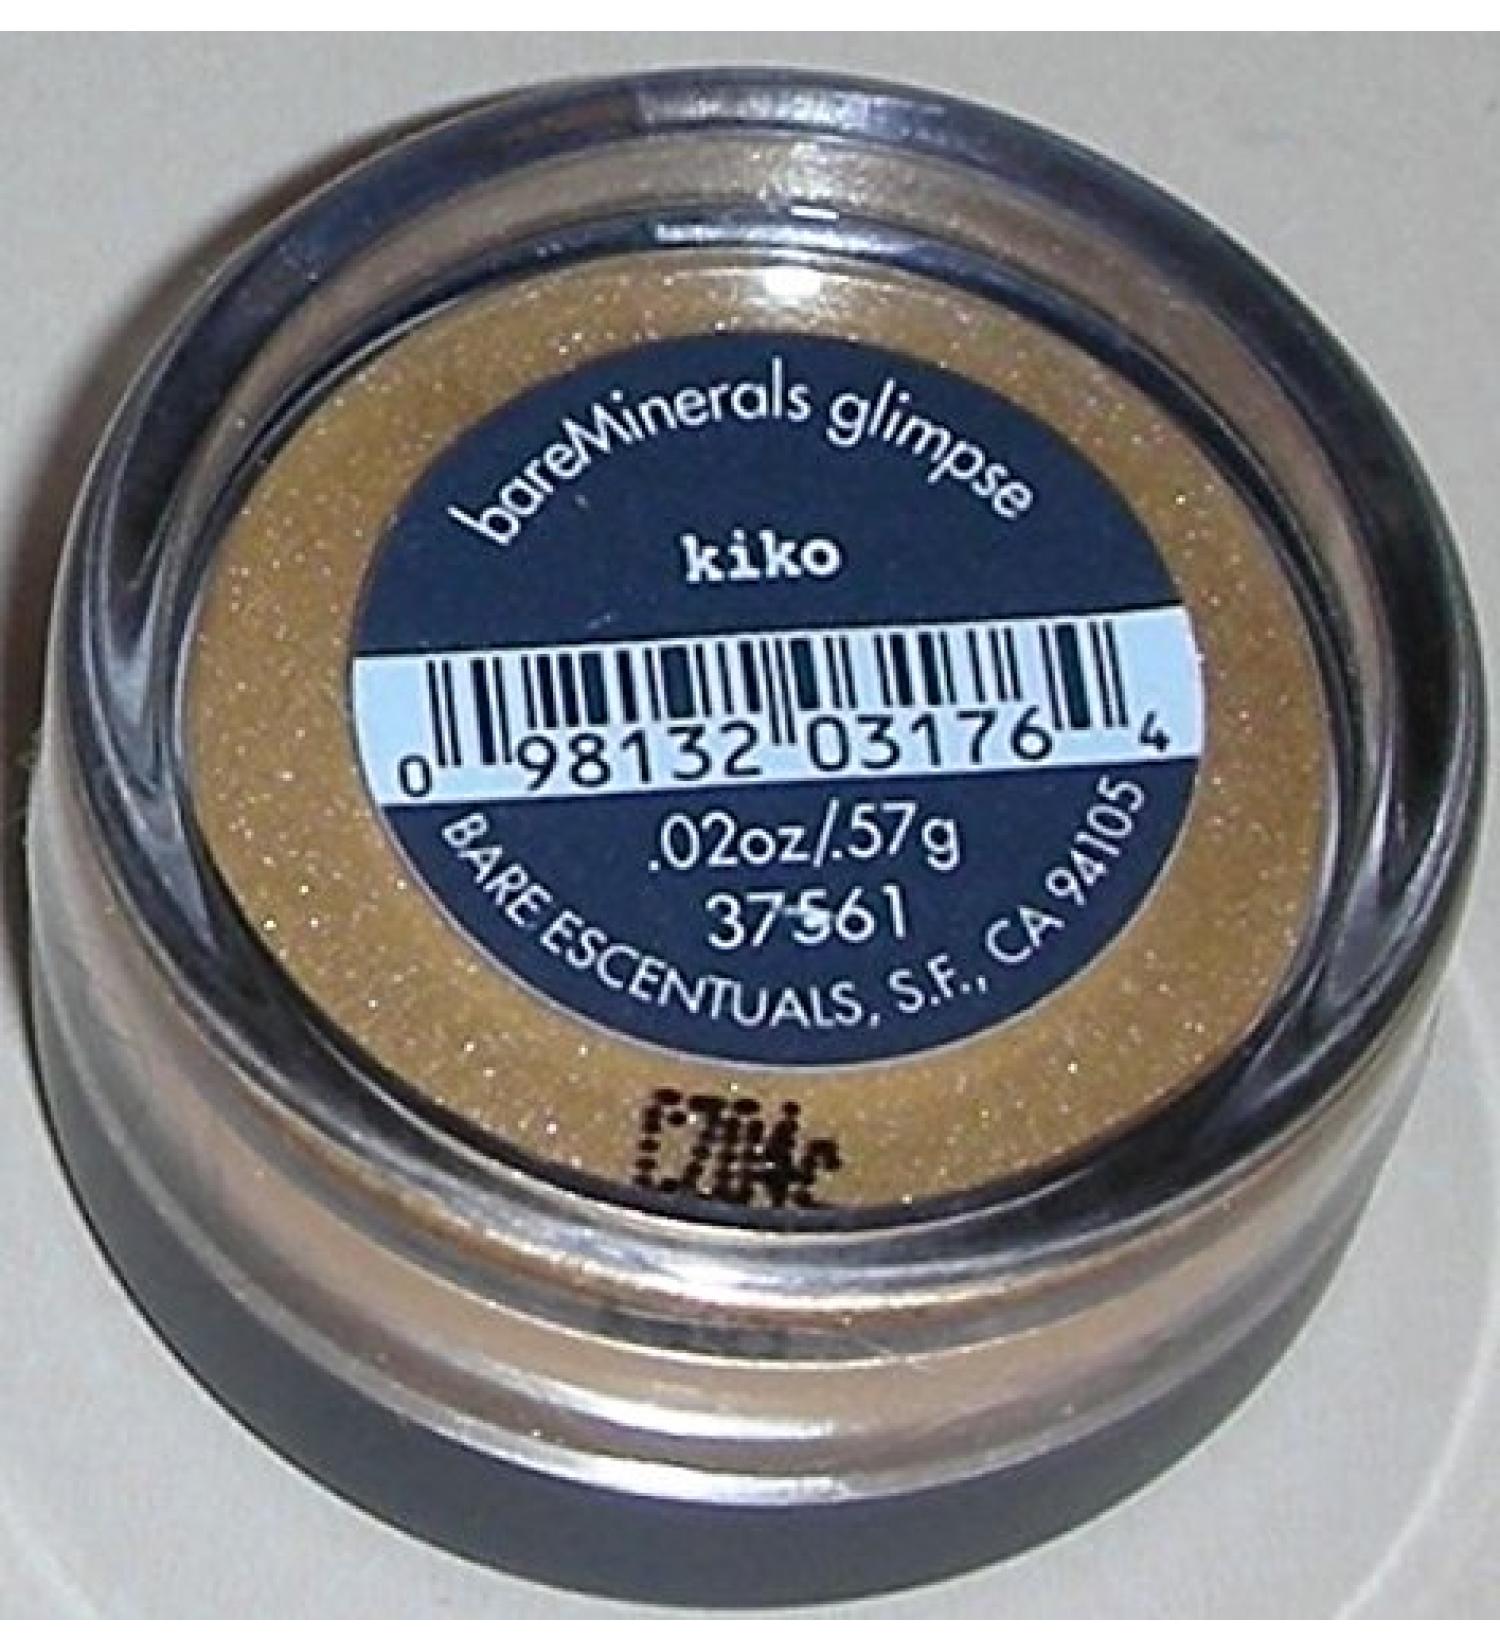 bareMinerals glimpse
kiko
0 98132 03176 4
.02oz/.57g
37561
BARE ESCENTUALS, S.F., CA 94105